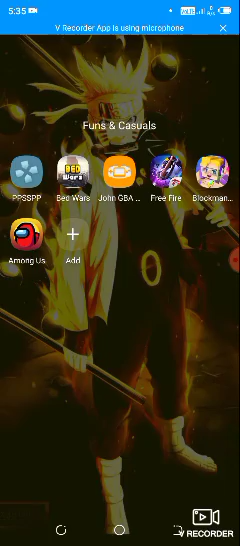 5:35
V Recorder App is using microphone
Funs & Casuals
PPSSPP
Bed Wars
John GBA ...
Free Fire
Blockman...
Among Us
Add
V RECORDER